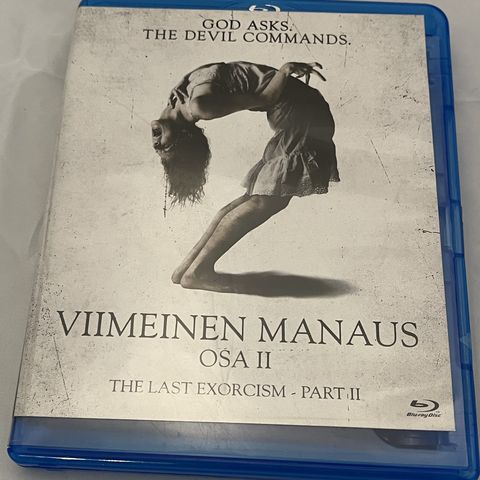 GOD ASKS.
THE DEVIL COMMANDS.
VIIMEINEN MANAUS
OSA II
THE LAST EXORCISM - PART II
Blu-ray Disc